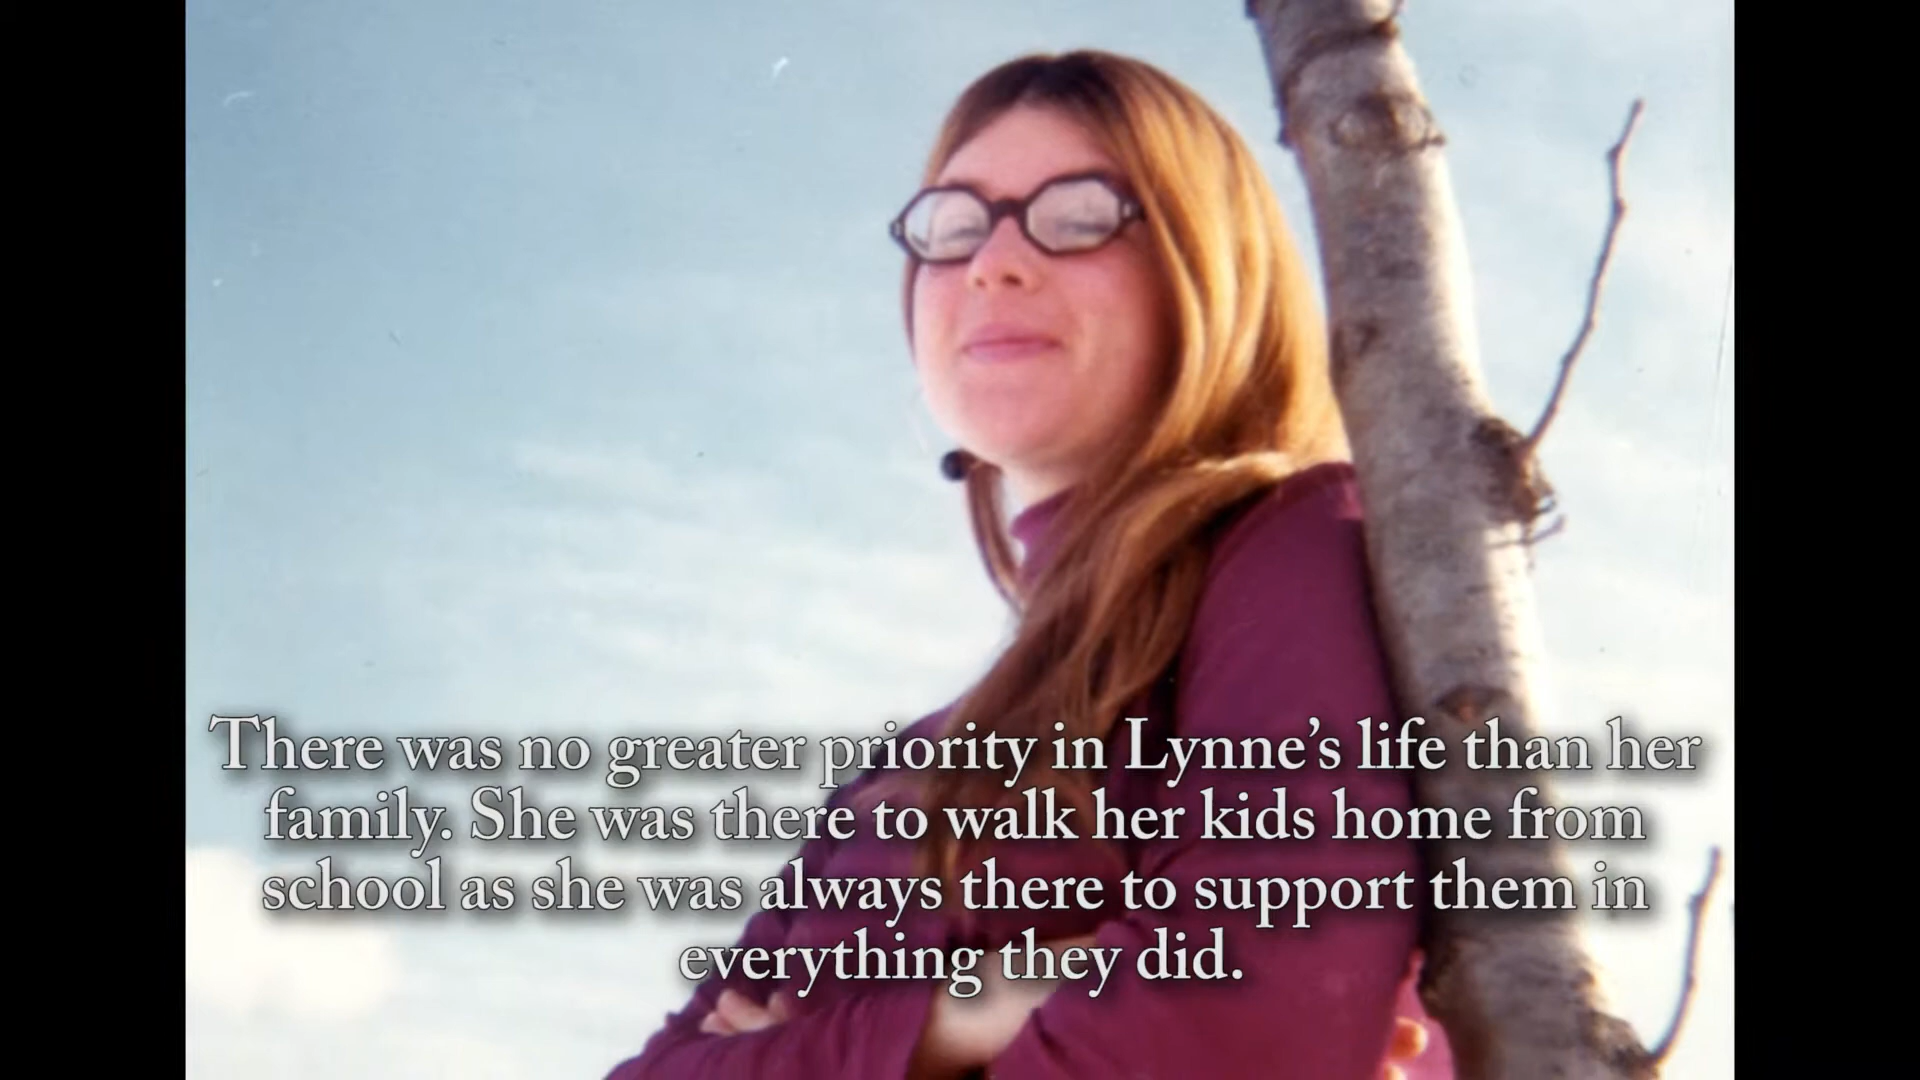 There was no greater priority in Lynne’s life than her
family. She was there to walk her kids home from
school as she was always there to support them in
everything they did.